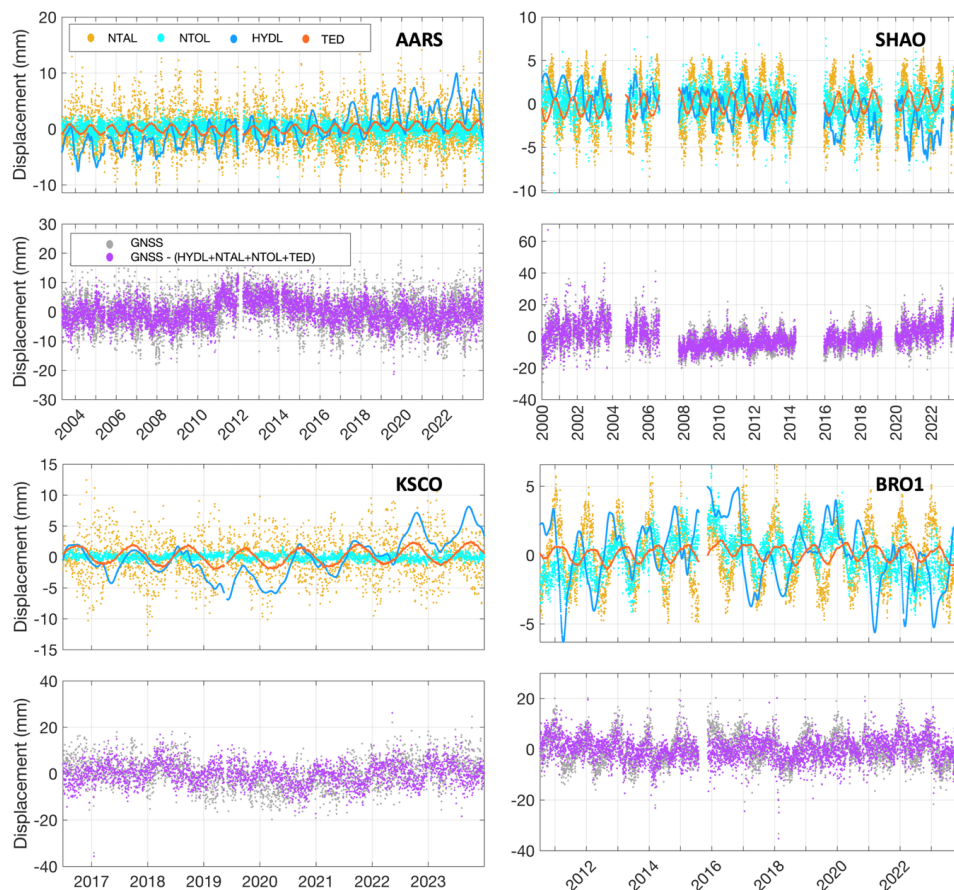 NTAL NTOL HYDL TED
AARS
Displacement (mm)
20
10
0
-10
SHAO
10
5
0
-5
-10
GNSS
GNSS - (HYDL+NTAL+NTOL+TED)
Displacement (mm)
30
20
10
0
-10
-20
-30
2004 2006 2008 2010 2012 2014 2016 2018 2020 2022
60
40
20
0
-20
-40
2000 2002 2004 2006 2008 2010 2012 2014 2016 2018 2020 2022
KSCO
Displacement (mm)
15
10
5
0
-5
-10
-15
BRO1
5
0
-5
Displacement (mm)
40
20
0
-20
-40
2017 2018 2019 2020 2021 2022 2023
40
20
0
-20
-40
2012 2014 2016 2018 2020 2022